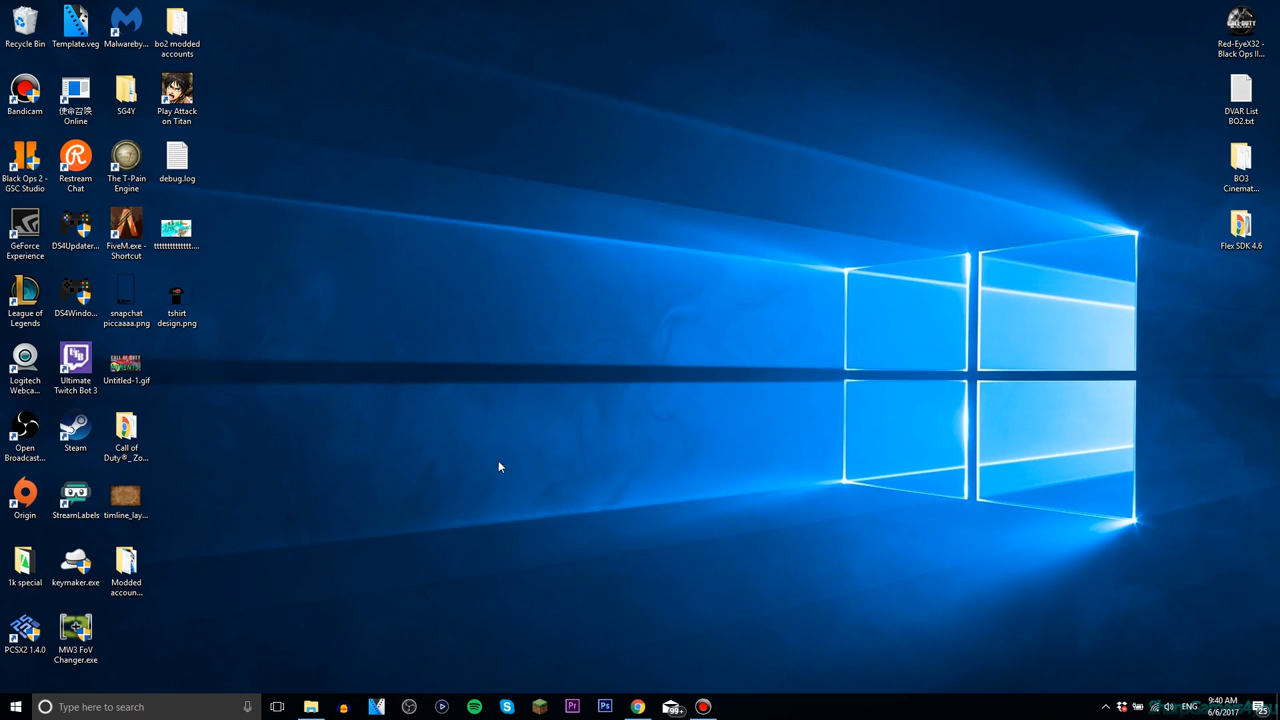 Recycle Bin
Template.veg
Malwareby...
bo2 modded
accounts
Bandicam
使命召唤
Online
SG4Y
Play Attack
on Titan
Black Ops 2 -
GSC Studio
Restream
Chat
The T-Pain
Engine
debug.log
GeForce
Experience
DS4Updater...
FiveM.exe -
Shortcut
tttttttttttttt....
League of
Legends
DS4Windo...
snapchat
piccaaaa.png
tshirt
design.png
Logitech
Webca...
Ultimate
Twitch Bot 3
Untitled-1.gif
Open
Broadcast...
Steam
Call of
Duty®_ Zo...
Origin
StreamLabels
timline_lay...
1k special
keymaker.exe
Modded
accoun...
PCSX2 1.4.0
MW3 FoV
Changer.exe
Red-EyeX32 -
Black Ops II...
DVAR List
BO2.txt
BO3
Cinemat...
Flex SDK 4.6
Type here to search
Pr
Ps
99+
ENG
9:40 AM
6/6/2017